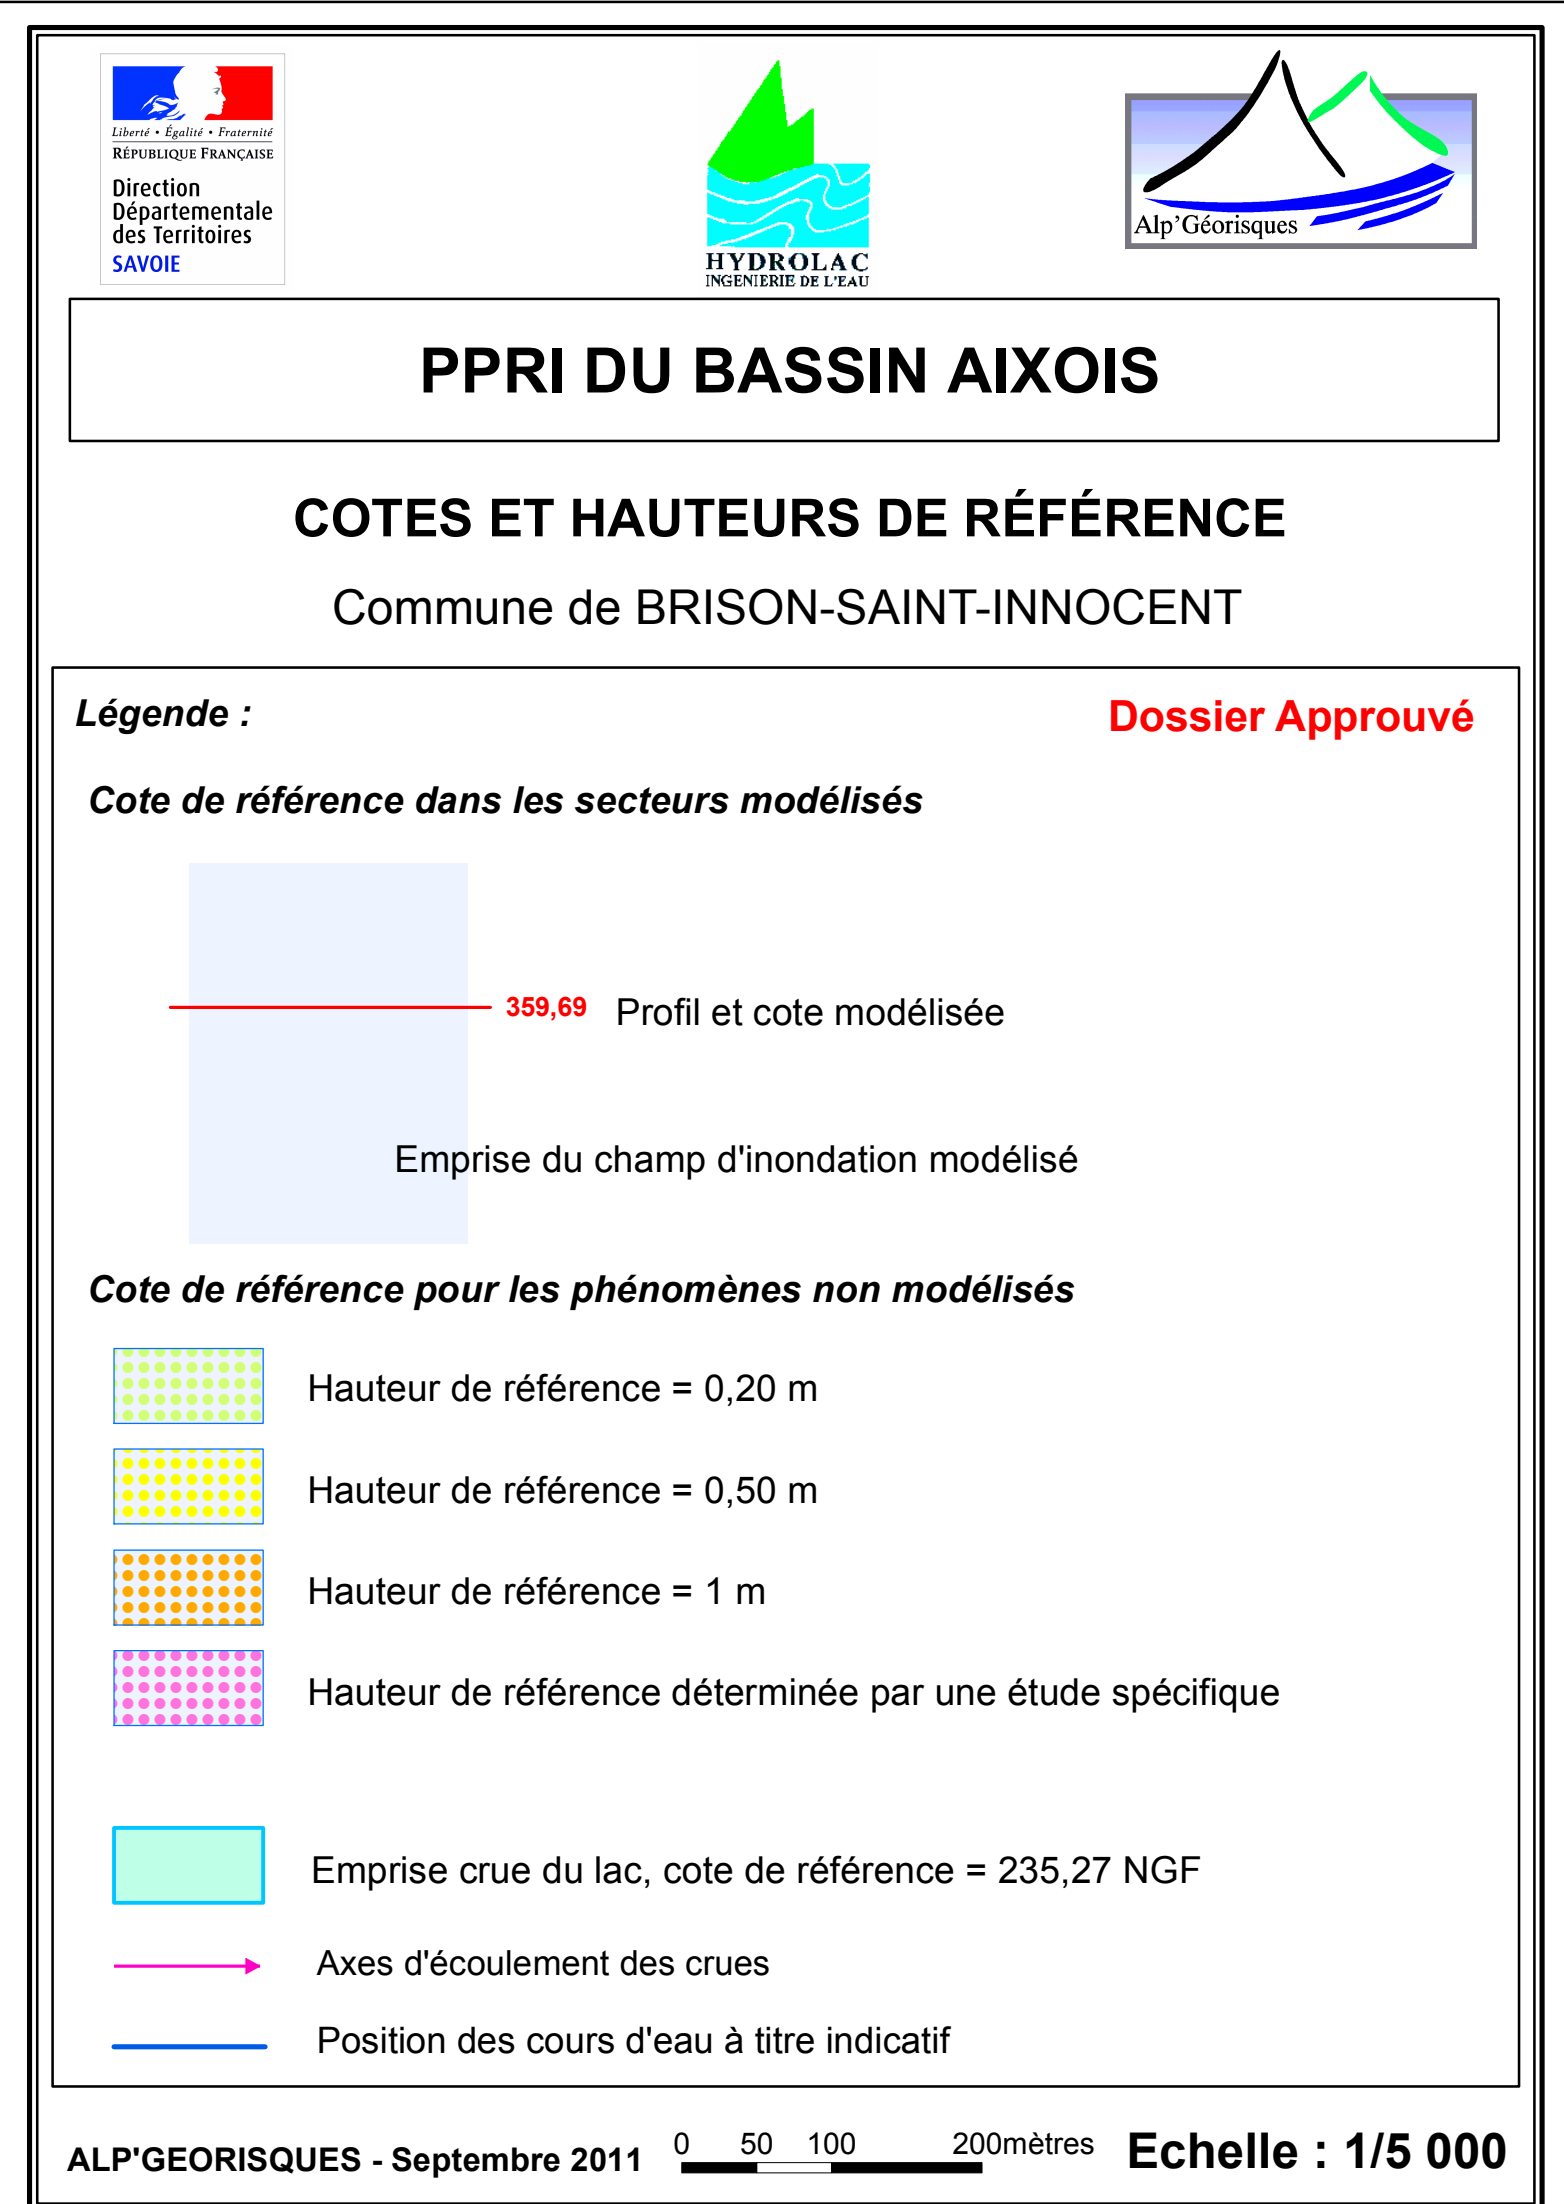 Liberté • Égalité • Fraternité
RÉPUBLIQUE FRANÇAISE
Direction
Départementale
des Territoires
SAVOIE
HYDROLAC
INGENIERIE DE L'EAU
Alp'Géorisques
PPRI DU BASSIN AIXOIS
COTES ET HAUTEURS DE RÉFÉRENCE
Commune de BRISON-SAINT-INNOCENT
Légende :
Dossier Approuvé
Cote de référence dans les secteurs modélisés
359,69 Profil et cote modélisée
Emprise du champ d'inondation modélisé
Cote de référence pour les phénomènes non modélisés
Hauteur de référence = 0,20 m
Hauteur de référence = 0,50 m
Hauteur de référence = 1 m
Hauteur de référence déterminée par une étude spécifique
Emprise crue du lac, cote de référence = 235,27 NGF
Axes d'écoulement des crues
Position des cours d'eau à titre indicatif
ALP'GEORISQUES - Septembre 2011
0 50 100 200mètres
Echelle : 1/5 000